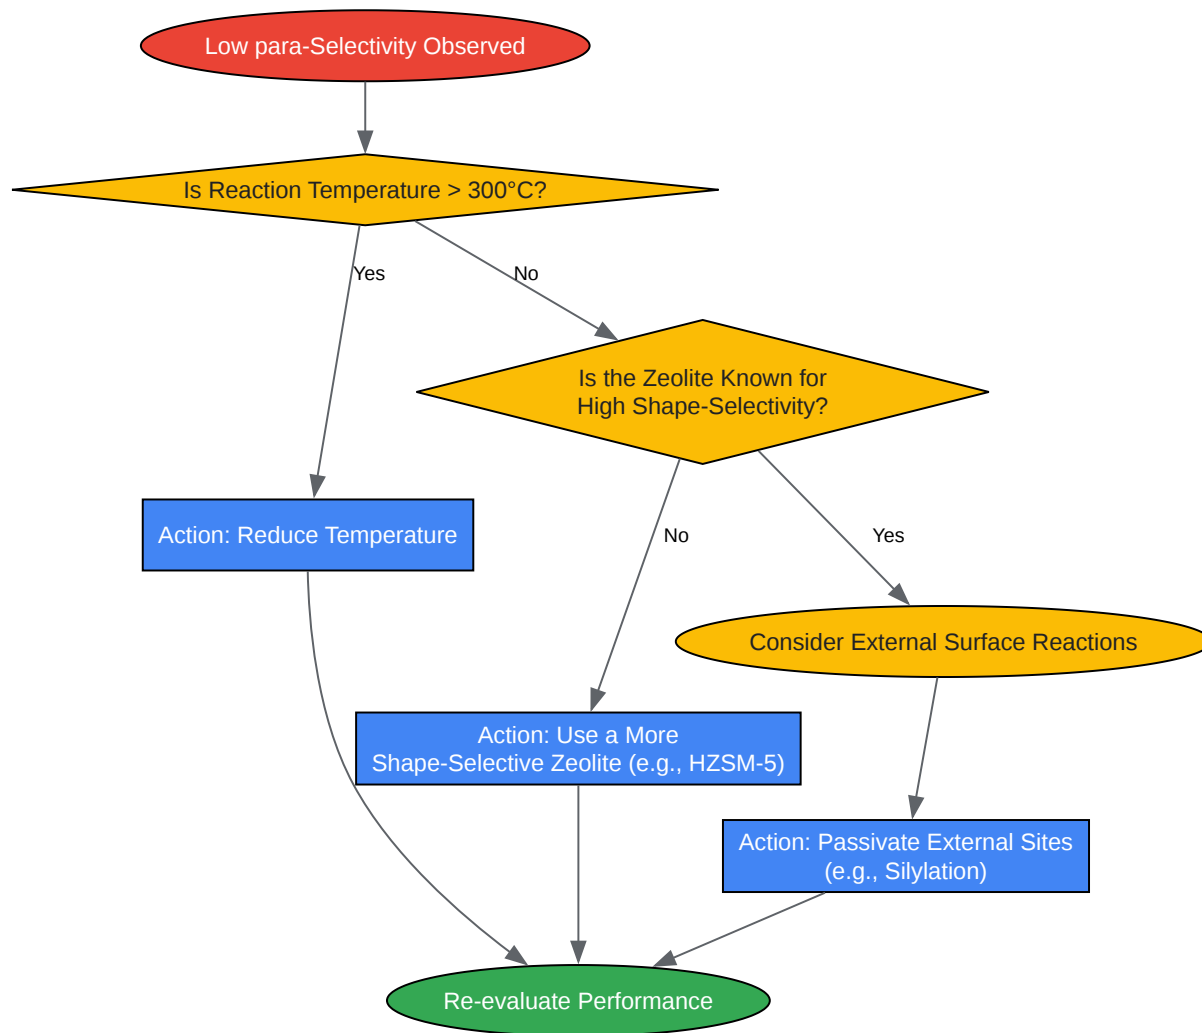 Low para-Selectivity Observed
Is Reaction Temperature > 300°C?
Yes
No
Is the Zeolite Known for
High Shape-Selectivity?
Action: Reduce Temperature
No
Yes
Consider External Surface Reactions
Action: Use a More
Shape-Selective Zeolite (e.g., HZSM-5)
Action: Passivate External Sites
(e.g., Silylation)
Re-evaluate Performance